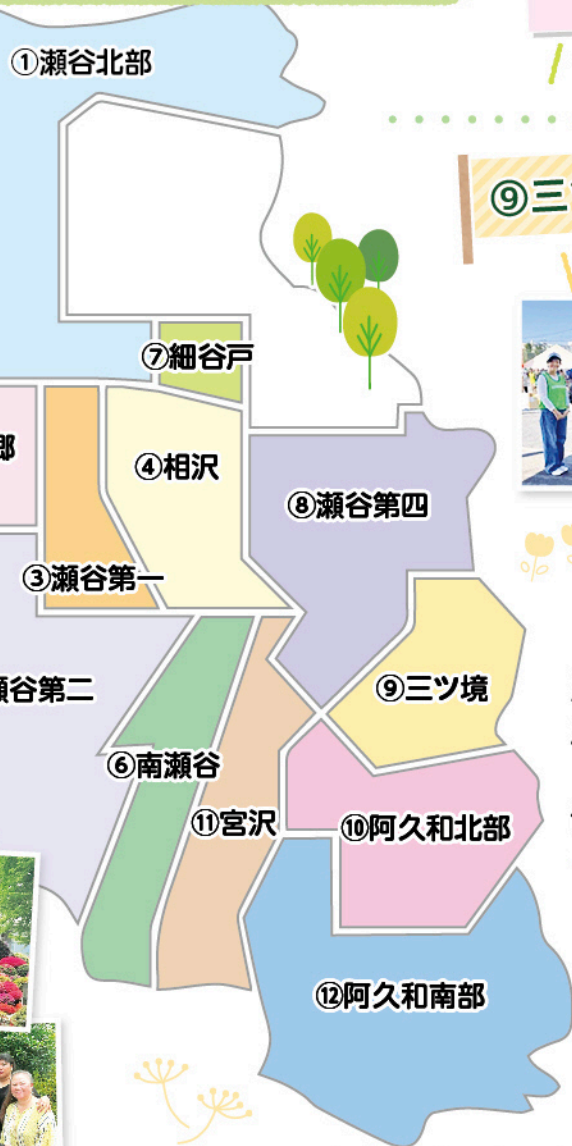 ①瀬谷北部
⑨三
⑦細谷戸
郷
④相沢
⑧瀬谷第四
③瀬谷第一
瀬谷第二
⑨三ツ境
⑥南瀬谷
⑪宮沢
⑩阿久和北部
⑫阿久和南部